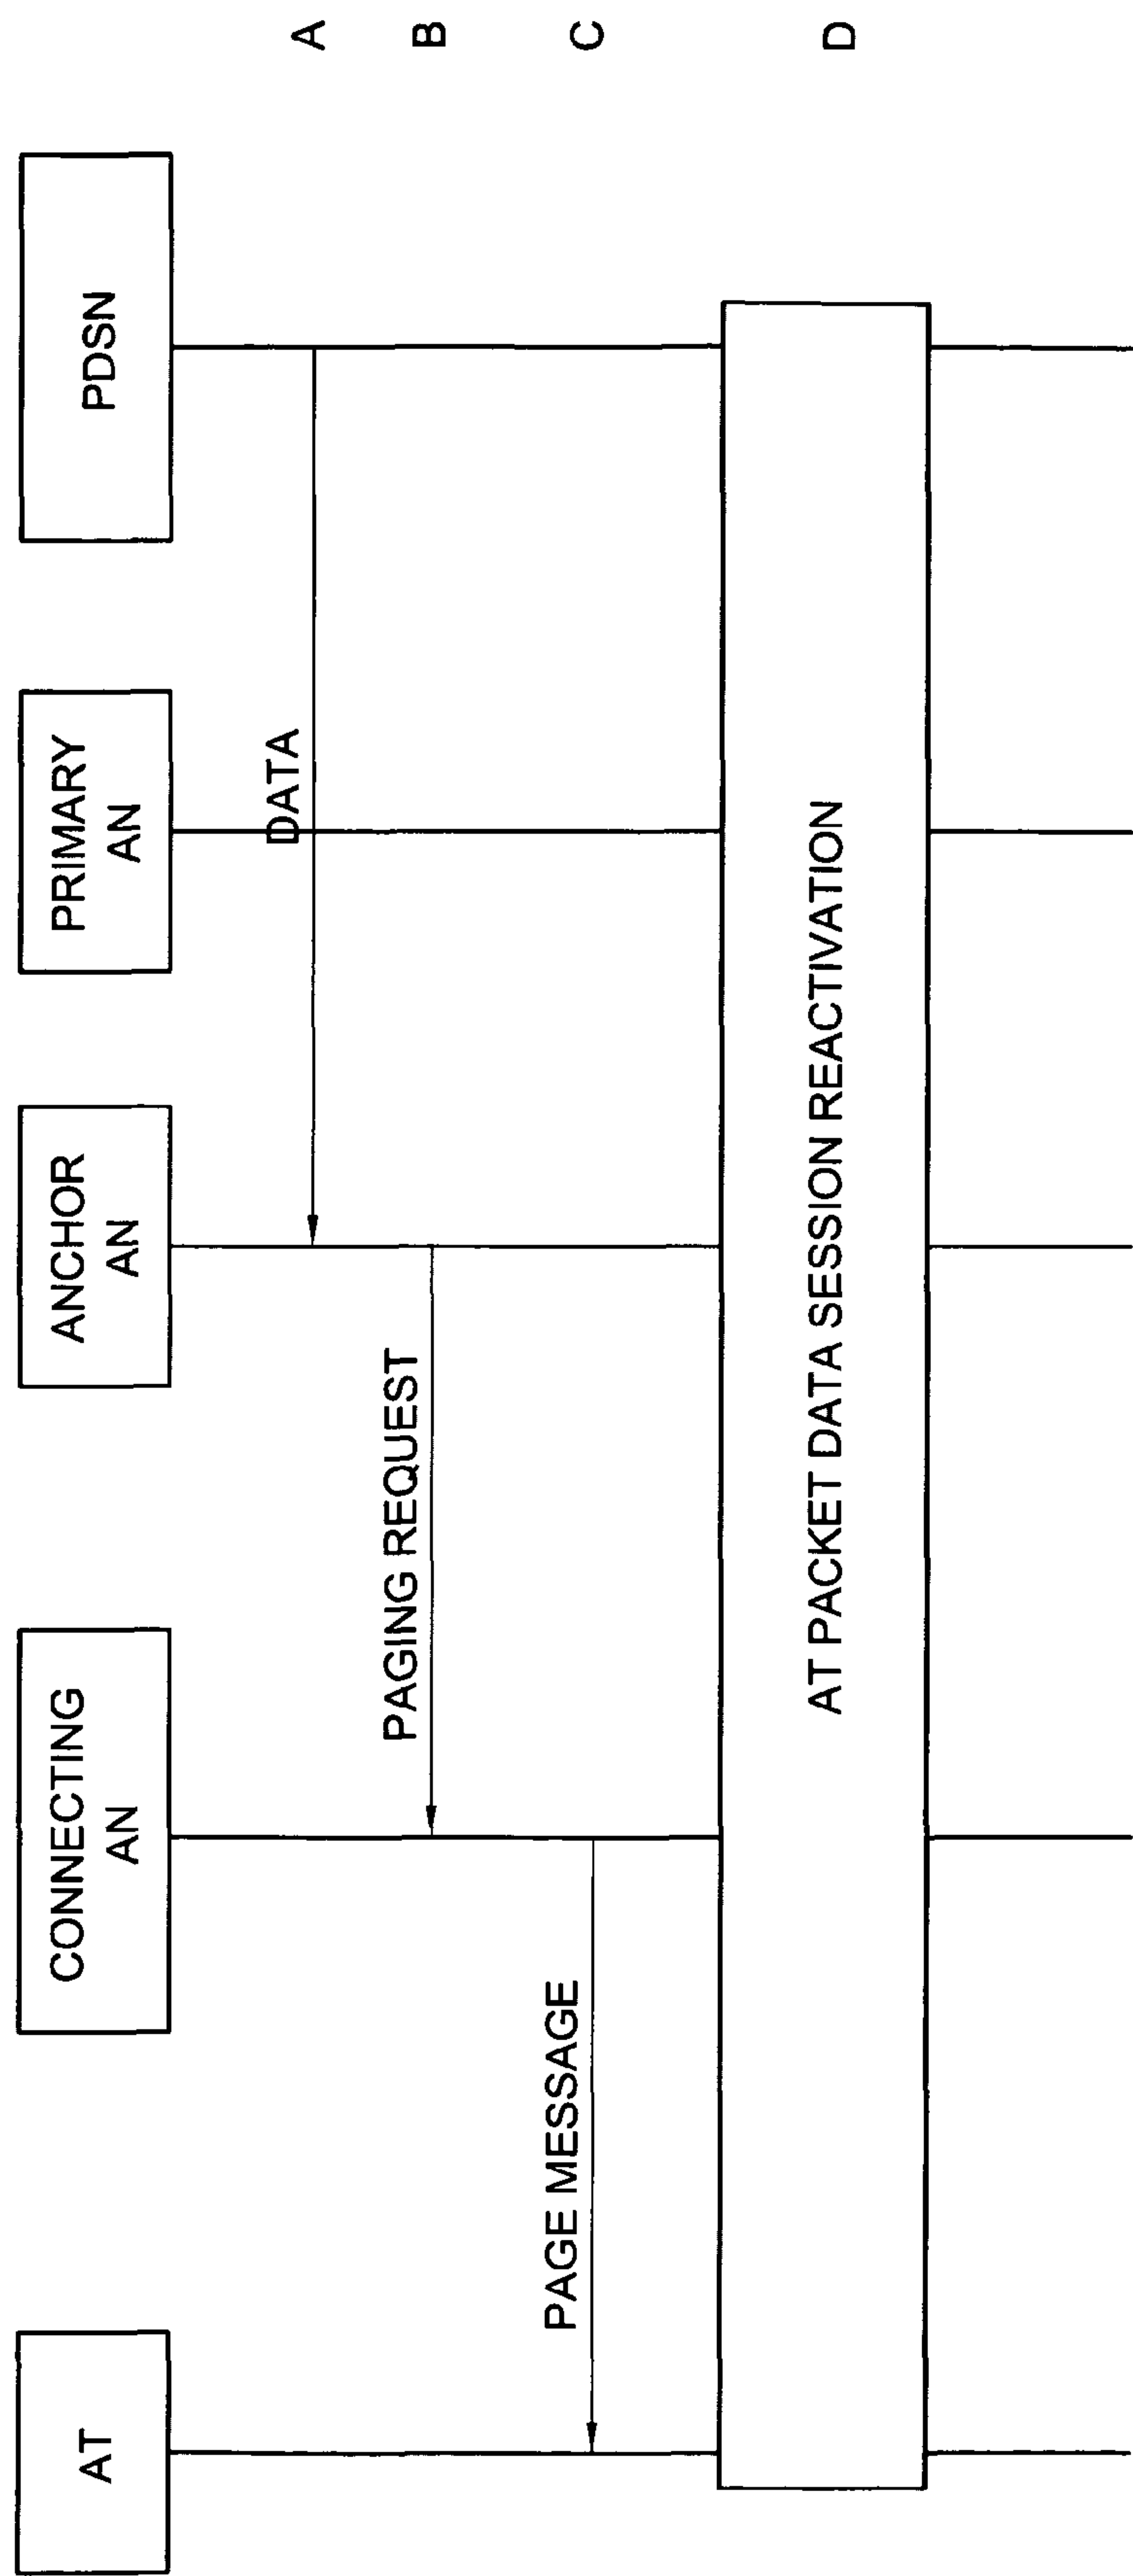 AT
CONNECTING
AN
ANCHOR
AN
PRIMARY
AN
PDSN
DATA
A
PAGING REQUEST
B
PAGE MESSAGE
C
AT PACKET DATA SESSION REACTIVATION
D